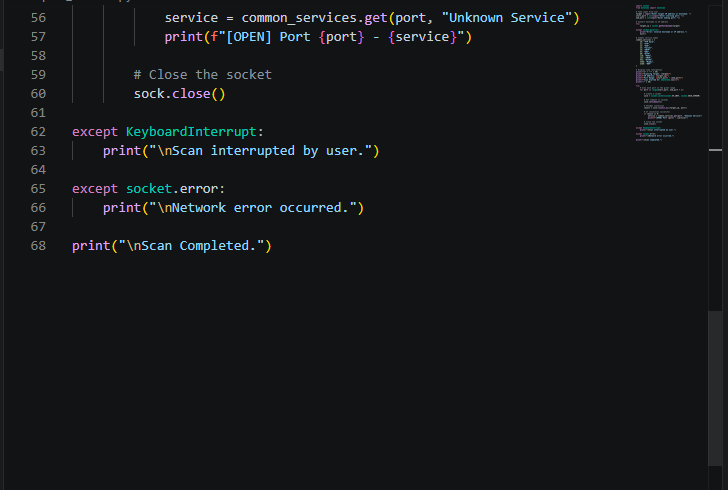 56 service = common_services.get(port, "Unknown Service")
57 print(f"[OPEN] Port {port} - {service}")
58
59 # Close the socket
60 sock.close()
61
62 except KeyboardInterrupt:
63 print("\nScan interrupted by user.")
64
65 except socket.error:
66 print("\nNetwork error occurred.")
67
68 print("\nScan Completed.")